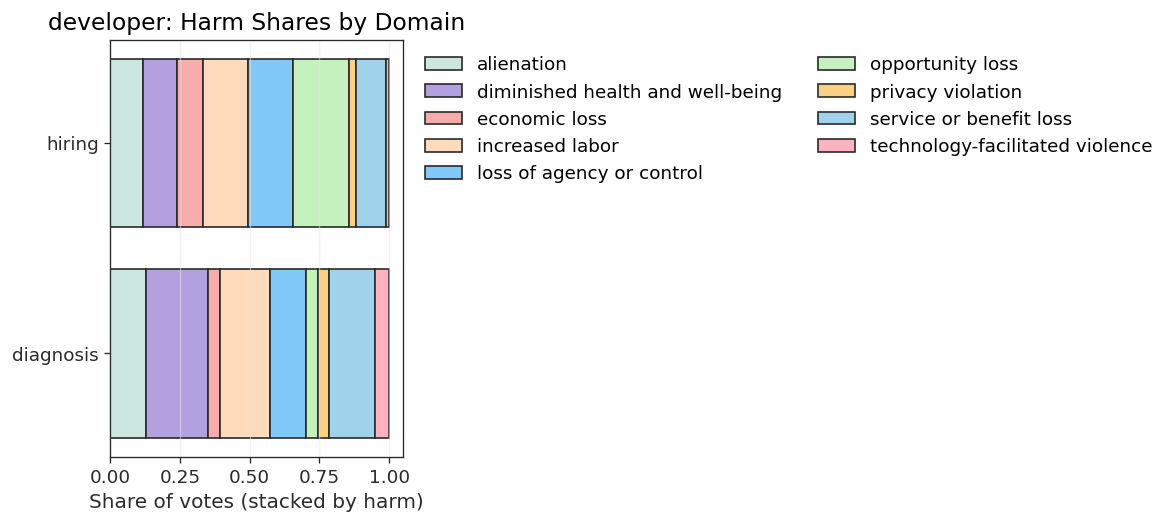 developer: Harm Shares by Domain
hiring
diagnosis
0.00 0.25 0.50 0.75 1.00
Share of votes (stacked by harm)
alienation
diminished health and well-being
economic loss
increased labor
loss of agency or control
opportunity loss
privacy violation
service or benefit loss
technology-facilitated violence